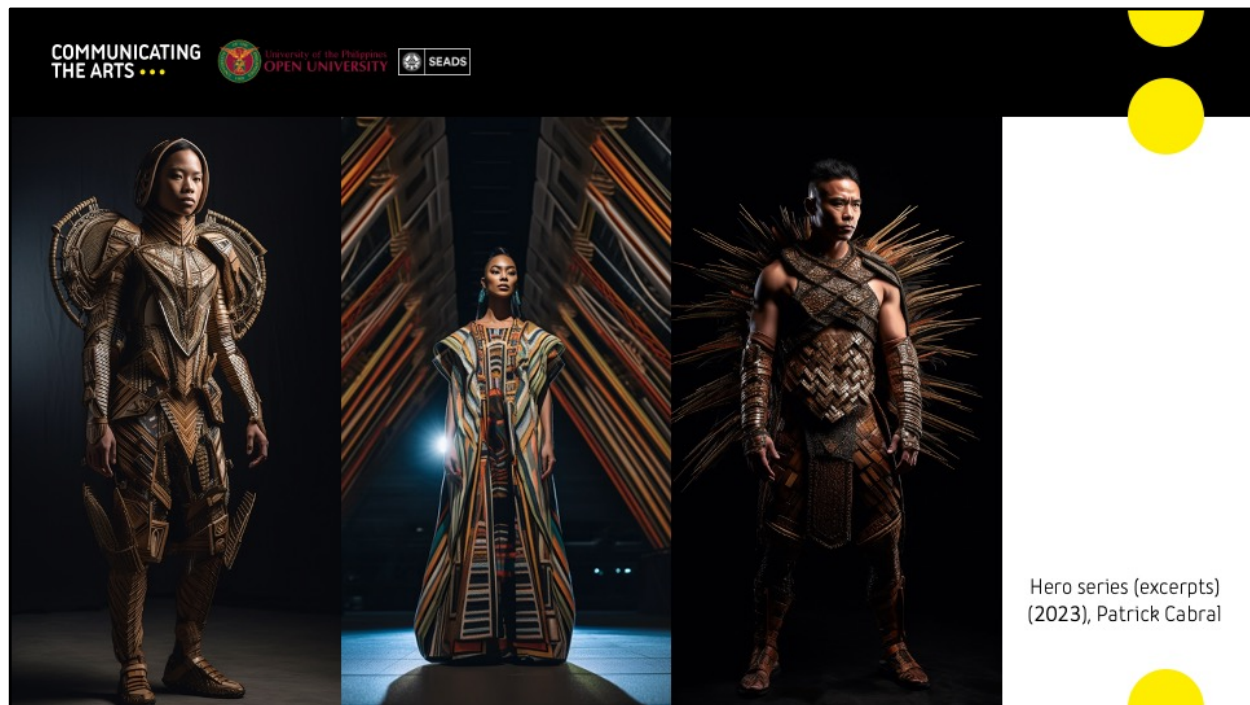 COMMUNICATING
THE ARTS •••
University of the Philippines
OPEN UNIVERSITY
SEADS
Hero series (excerpts)
(2023), Patrick Cabral